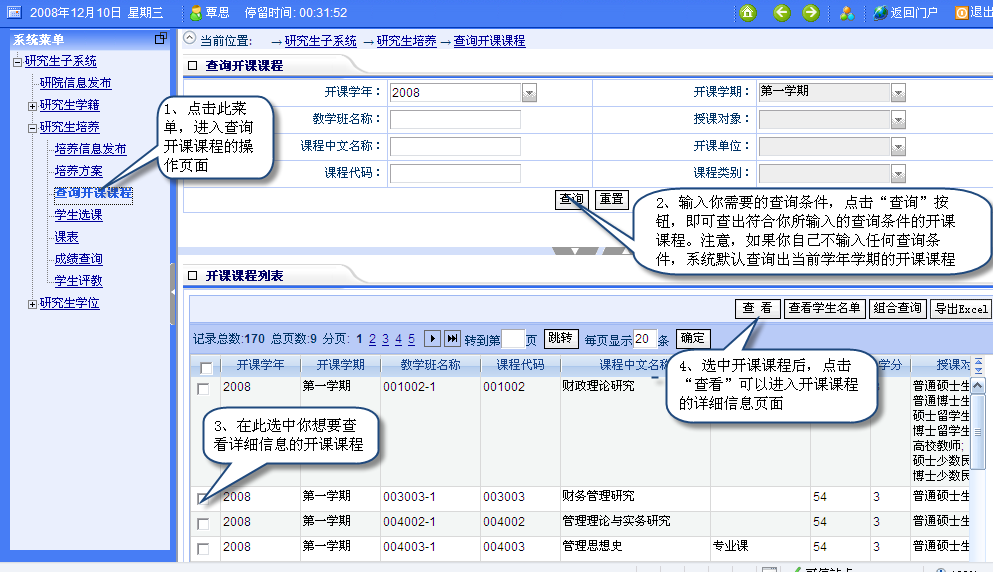 2008年12月10日 星期三 覃思 停留时间: 00:31:52 返回门户 退出
系统菜单
研究生子系统
研院信息发布
研究生学籍
研究生培养
培养信息发布
培养方案
查询开课课程
学生选课
课表
成绩查询
学生评教
研究生学位
当前位置: →研究生子系统 →研究生培养 →查询开课课程
查询开课课程
开课学年: 2008 开课学期: 第一学期
教学班名称: 授课对象:
课程中文名称: 开课单位:
课程代码: 课程类别:
查询 重置
1、点击此菜
单，进入查询
开课课程的操
作页面
2、输入你需要的查询条件，点击“查询”按
钮，即可查出符合你所输入的查询条件的开课
课程。注意，如果你自己不输入任何查询条
件，系统默认查询出当前学年学期的开课课程
开课课程列表
查 看 查看学生名单 组合查询 导出Excel
记录总数:170 总页数:9 分页: 1 2 3 4 5 转到第 页 跳转 每页显示 20 条 确定
开课学年 开课学期 教学班名称 课程代码 课程中文名称 学分 授课对
2008 第一学期 001002-1 001002 财政理论研究 普通硕士生
普通博士生
硕士留学生
博士留学生
高校教师;
硕士少数民
博士少数民
3、在此选中你想要查
看详细信息的开课课程
4、选中开课课程后，点击
“查看”可以进入开课课程
的详细信息页面
2008 第一学期 003003-1 003003 财务管理研究 54 3 普通硕士生
2008 第一学期 004002-1 004002 管理理论与实务研究 54 3 普通硕士生
2008 第一学期 004003-1 004003 管理思想史 专业课 54 3 普通硕士生